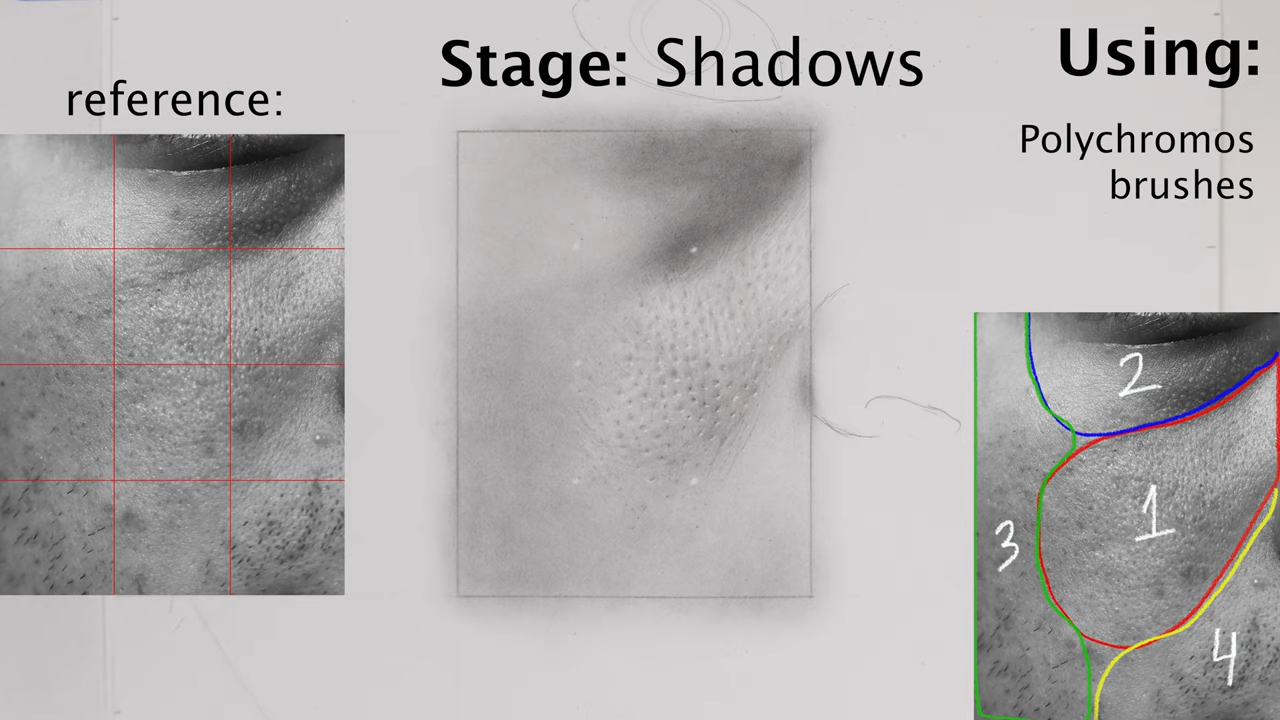 Stage: Shadows
Using:
reference:
Polychromos
brushes
2
1
3
4